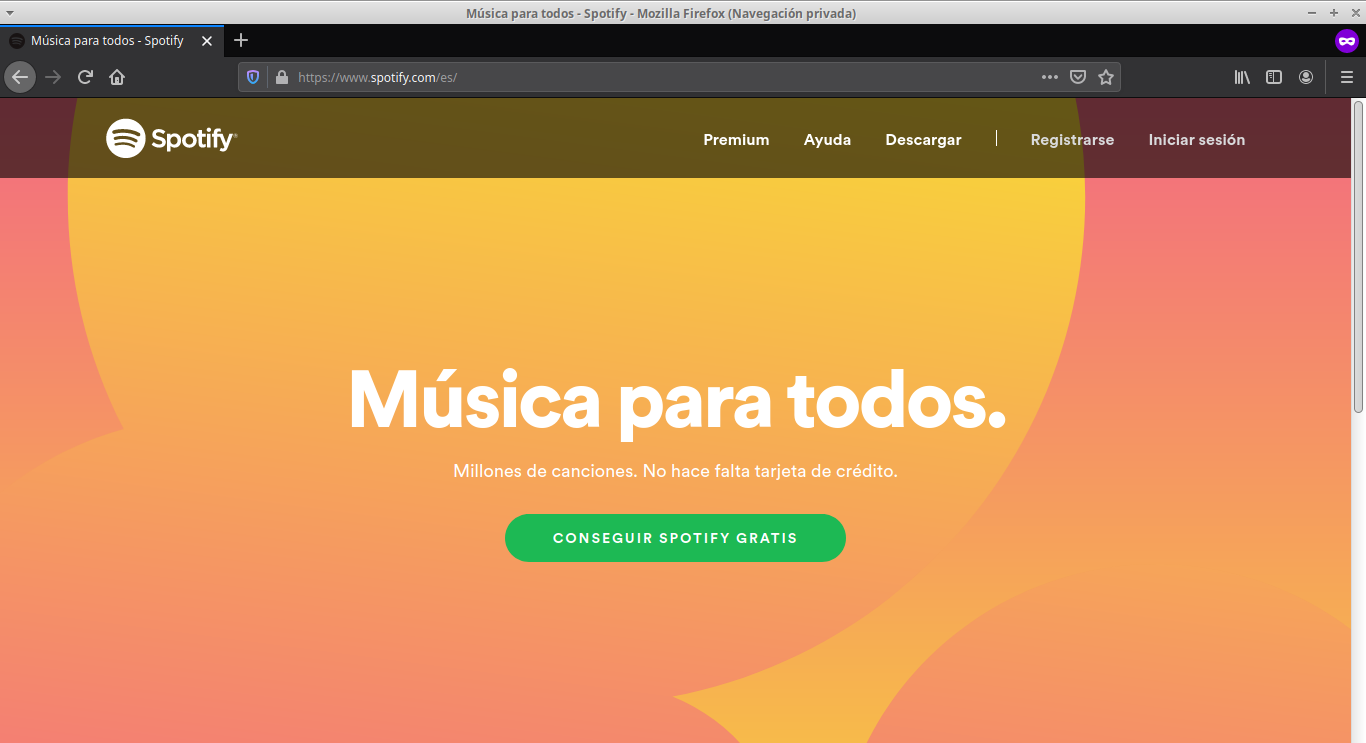 Música para todos - Spotify - Mozilla Firefox (Navegación privada)
Música para todos - Spotify
https://www.spotify.com/es/
Spotify
Premium Ayuda Descargar Registrarse Iniciar sesión
Música para todos.
Millones de canciones. No hace falta tarjeta de crédito.
CONSEGUIR SPOTIFY GRATIS